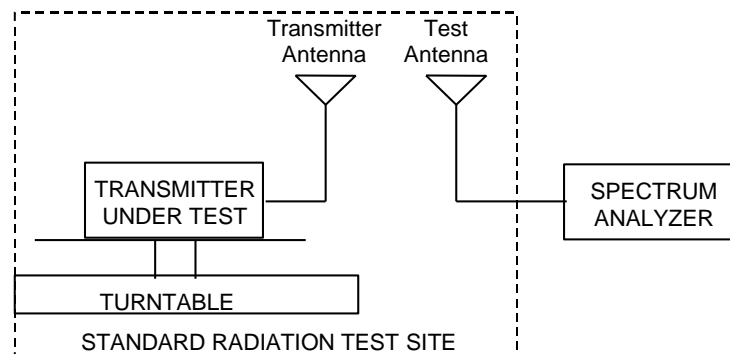 Transmitter
Antenna
Test
Antenna
TRANSMITTER
UNDER TEST
SPECTRUM
ANALYZER
TURNTABLE
STANDARD RADIATION TEST SITE